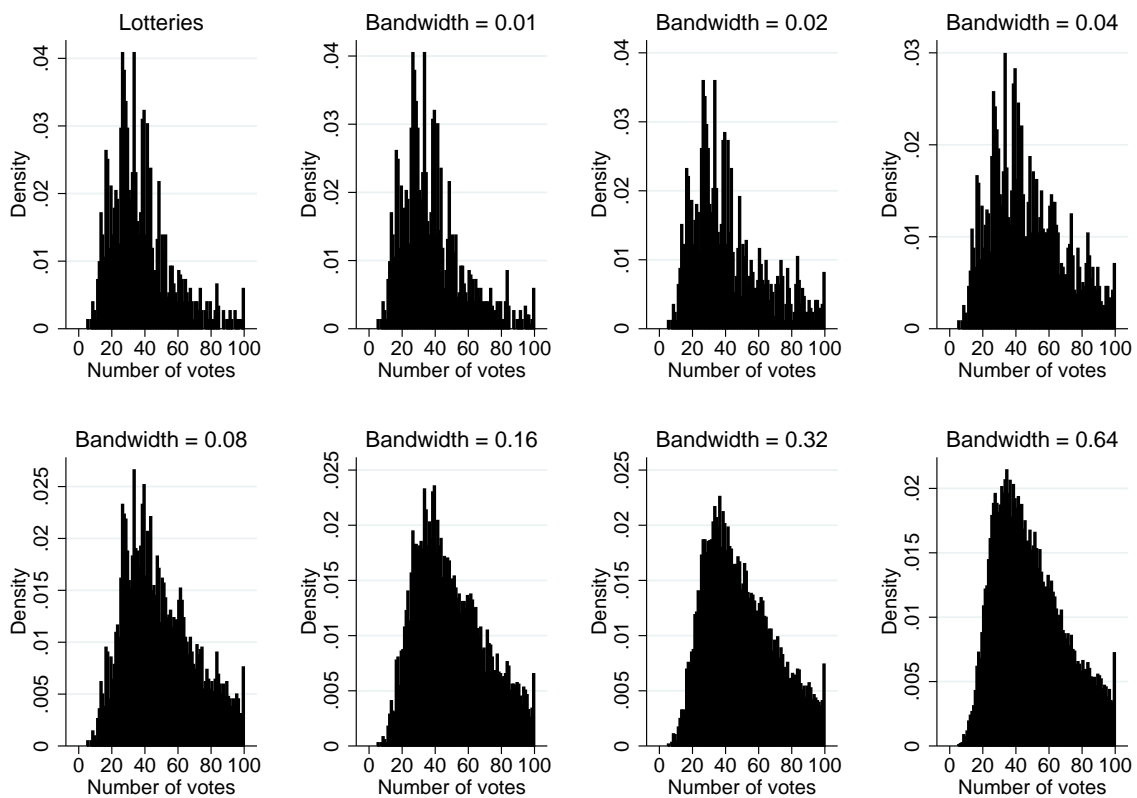 Lotteries
Bandwidth = 0.01
Bandwidth = 0.02
Bandwidth = 0.04
Density
0 .01 .02 .03 .04
0 20 40 60 80 100
Number of votes
Density
0 .01 .02 .03 .04
0 20 40 60 80 100
Number of votes
Density
0 .01 .02 .03 .04
0 20 40 60 80 100
Number of votes
Density
0 .01 .02 .03
0 20 40 60 80 100
Number of votes
Bandwidth = 0.08
Bandwidth = 0.16
Bandwidth = 0.32
Bandwidth = 0.64
Density
0 .005 .01 .015 .02 .025
0 20 40 60 80 100
Number of votes
Density
0 .005 .01 .015 .02 .025
0 20 40 60 80 100
Number of votes
Density
0 .005 .01 .015 .02 .025
0 20 40 60 80 100
Number of votes
Density
0 .005 .01 .015 .02
0 20 40 60 80 100
Number of votes